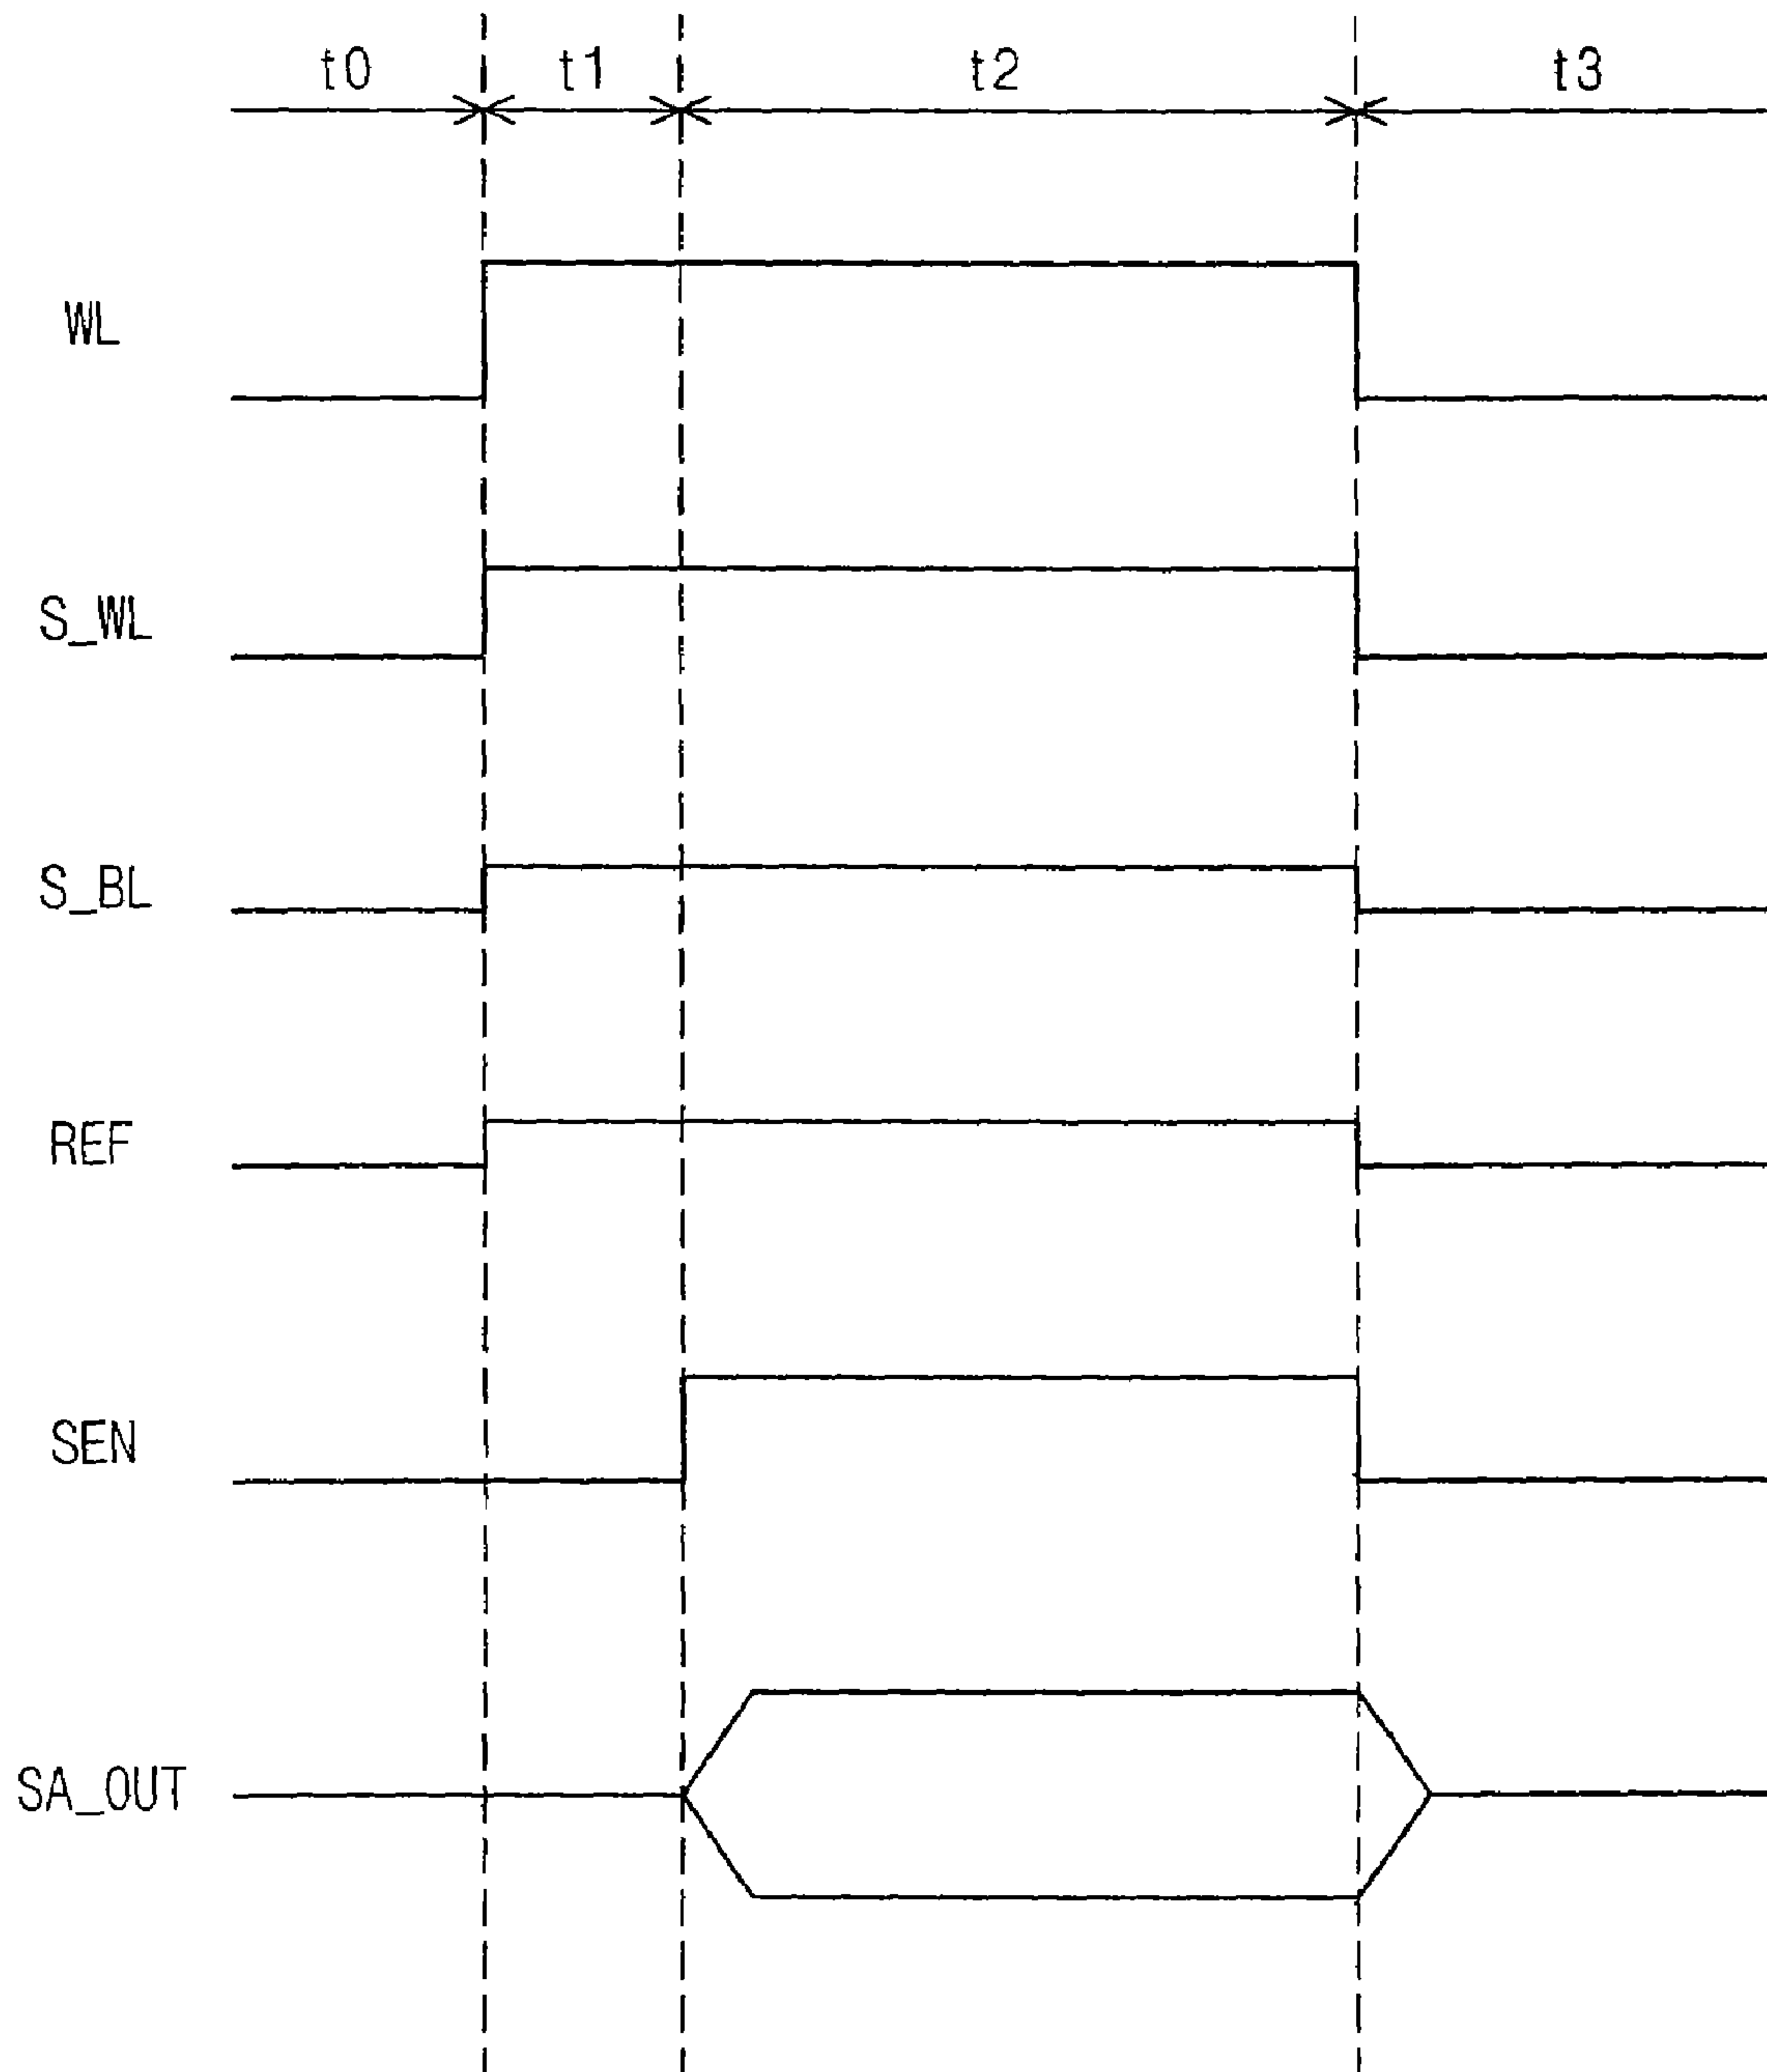 t0 t1 t2 t3
WL
S_WL
S_BL
REF
SEN
SA_OUT